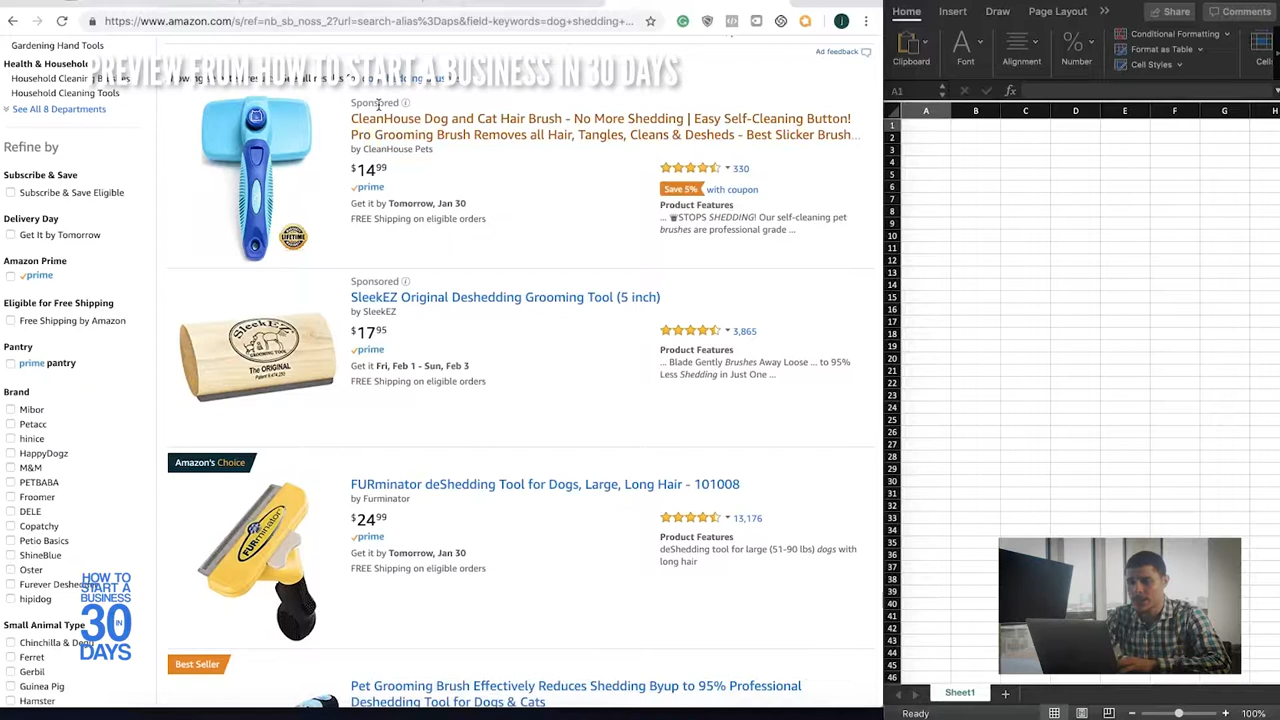 https://www.amazon.com/s/ref=nb_sb_noss_2?url=search-alias%3Daps&field-keywords=dog+shedding+...
j
Gardening Hand Tools
Health & Household
Household Cleaning
Household Cleaning Tools
See All 8 Departments
PREVIEW FROM HOW TO START A BUSINESS IN 30 DAYS
Ad feedback
Refine by
Subscribe & Save
Subscribe & Save Eligible
Delivery Day
Get It by Tomorrow
Amazon Prime
prime
Eligible for Free Shipping
Free Shipping by Amazon
Pantry
prime pantry
Brand
Mibor
Petacc
hinice
HappyDogz
M&M
PETBABA
Froomer
DELE
Copatchy
Petio Basics
ShineBlue
Oster
Furever Deshedd
hipidog
Small Animal Type
Chinchilla & Degu
Ferret
Gerbil
Guinea Pig
Hamster
HOW TO
START A
BUSINESS
30 IN
DAYS
Sponsored
CleanHouse Dog and Cat Hair Brush - No More Shedding | Easy Self-Cleaning Button!
Pro Grooming Brush Removes all Hair, Tangles, Cleans & Desheds - Best Slicker Brush...
by CleanHouse Pets
$14 99
prime
Get it by Tomorrow, Jan 30
FREE Shipping on eligible orders
LIFETIME
330
Save 5% with coupon
Product Features
... STOPS SHEDDING! Our self-cleaning pet
brushes are professional grade ...
Sponsored
SleekEZ Original Deshedding Grooming Tool (5 inch)
by SleekEZ
$17 95
prime
Get it Fri, Feb 1 - Sun, Feb 3
FREE Shipping on eligible orders
SleekEZ
GROOMING TOOL
The ORIGINAL
3,865
Product Features
... Blade Gently Brushes Away Loose ... to 95%
Less Shedding in Just One ...
Amazon's Choice
FURminator deShedding Tool for Dogs, Large, Long Hair - 101008
by Furminator
$24 99
prime
Get it by Tomorrow, Jan 30
FREE Shipping on eligible orders
FURminator
13,176
Product Features
deShedding tool for large (51-90 lbs) dogs with
long hair
Best Seller
Pet Grooming Brush Effectively Reduces Shedding Byup to 95% Professional
Deshedding Tool for Dogs & Cats
Home Insert Draw Page Layout Share Comments
Clipboard Font Alignment Number Conditional Formatting Format as Table Cell Styles Cells
A1 fx
A B C D E F G H
1
2
3
4
5
6
7
8
9
10
11
12
13
14
15
16
17
18
19
20
21
22
23
24
25
26
27
28
29
30
31
32
33
34
35
36
37
38
39
40
41
42
43
44
45
46
Sheet1
Ready 100%